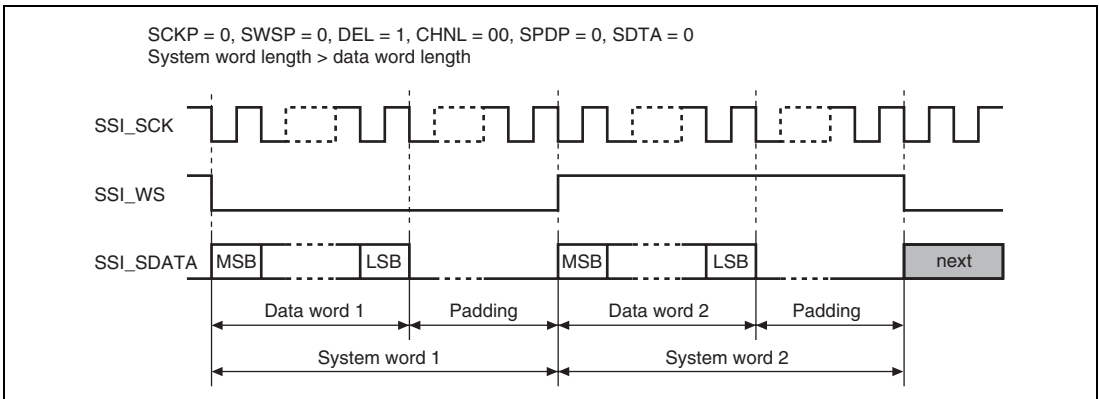 SCKP = 0, SWSP = 0, DEL = 1, CHNL = 00, SPDP = 0, SDTA = 0
System word length > data word length
SSI_SCK
SSI_WS
SSI_SDATA MSB LSB MSB LSB next
Data word 1 Padding Data word 2 Padding
System word 1 System word 2